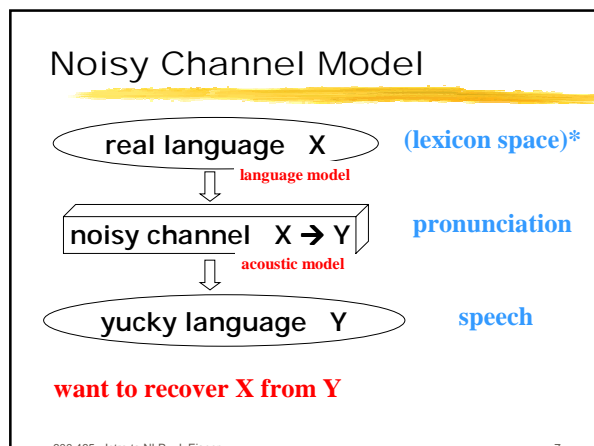 Noisy Channel Model
real language X (lexicon space)*
language model
noisy channel X → Y pronunciation
acoustic model
yucky language Y speech
want to recover X from Y